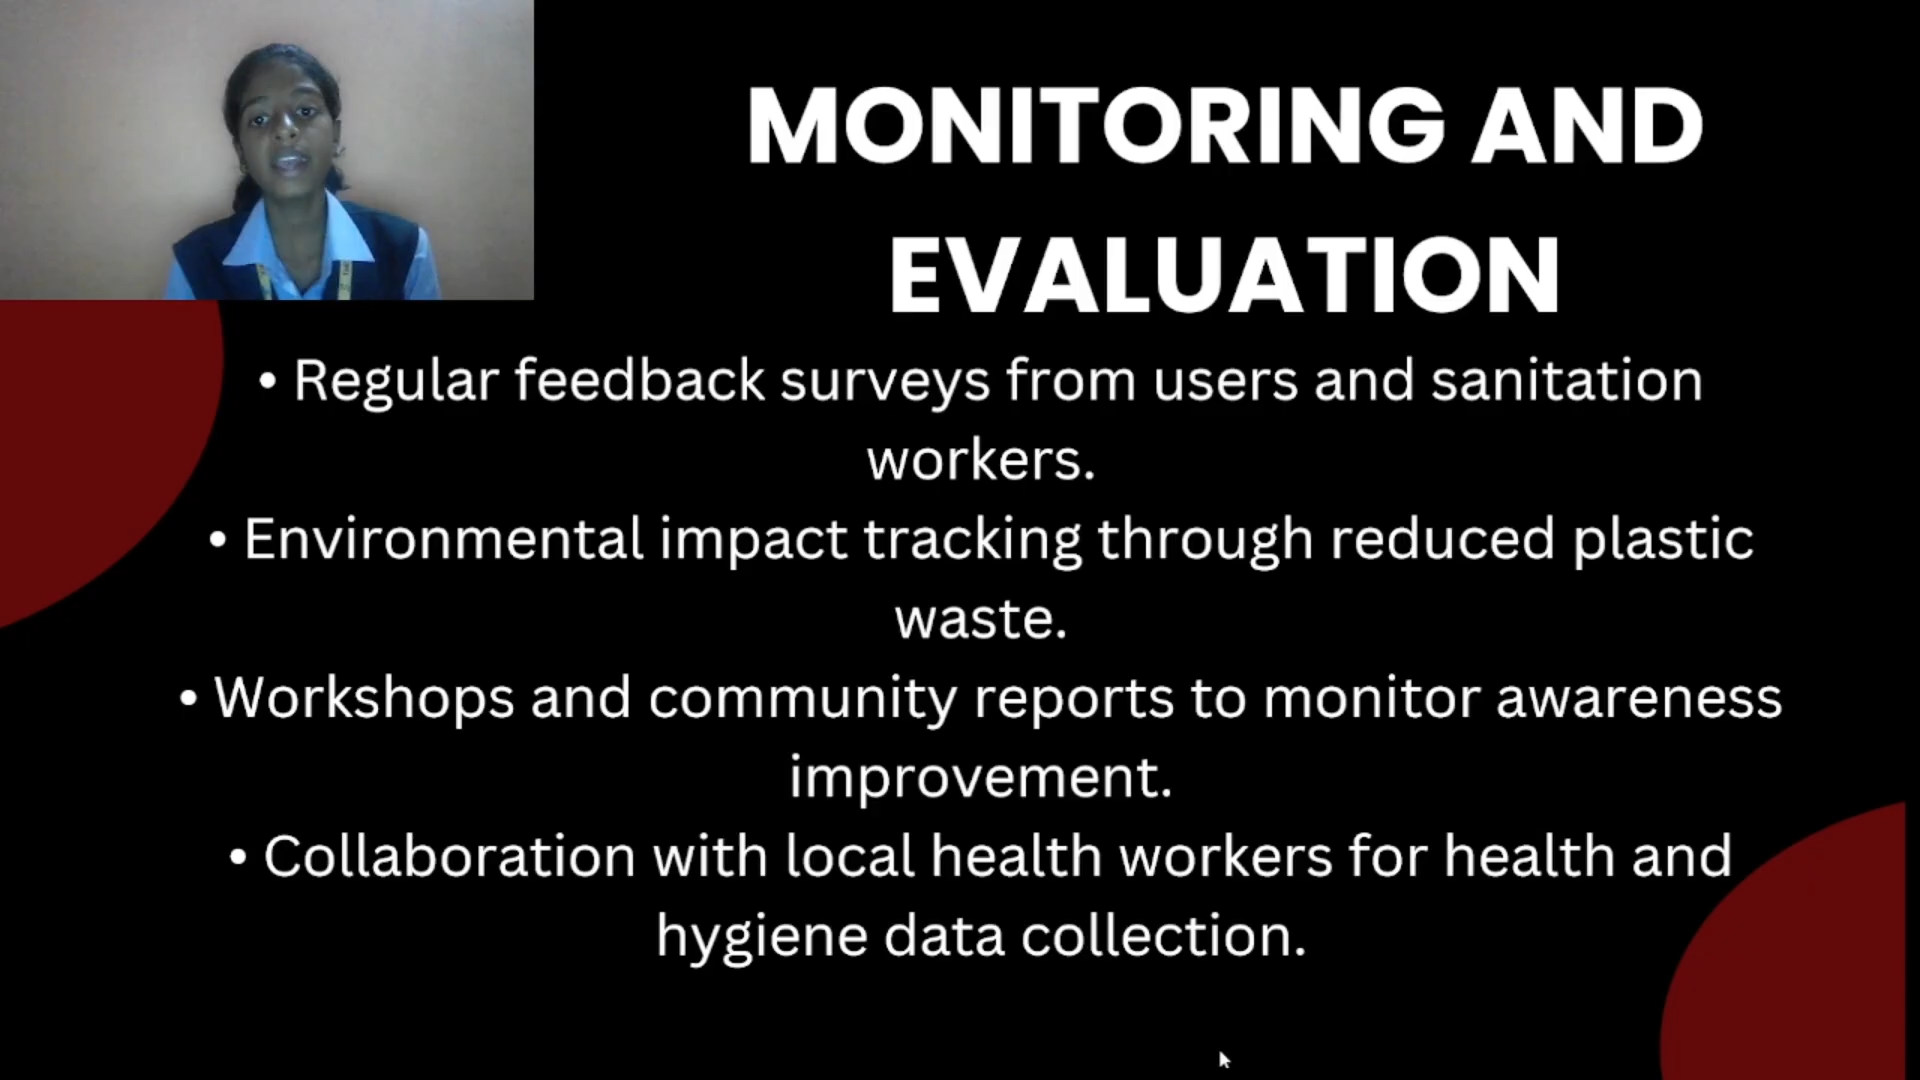 MONITORING AND
EVALUATION
• Regular feedback surveys from users and sanitation
workers.
• Environmental impact tracking through reduced plastic
waste.
• Workshops and community reports to monitor awareness
improvement.
• Collaboration with local health workers for health and
hygiene data collection.